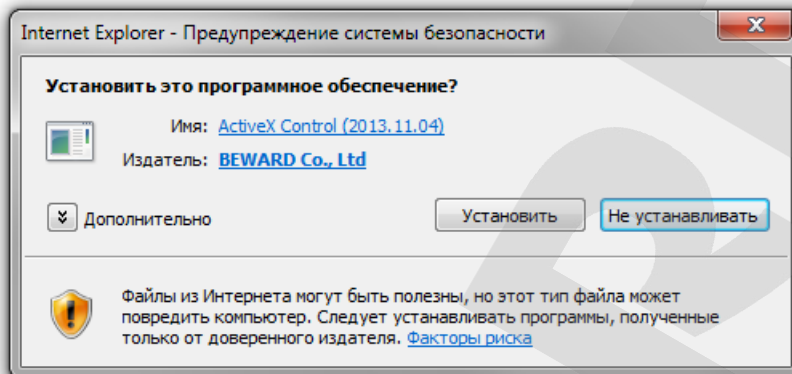 Internet Explorer - Предупреждение системы безопасности
Установить это программное обеспечение?
Имя: ActiveX Control (2013.11.04)
Издатель: BEWARD Co., Ltd
Дополнительно
Установить
Не устанавливать
Файлы из Интернета могут быть полезны, но этот тип файла может
повредить компьютер. Следует устанавливать программы, полученные
только от доверенного издателя. Факторы риска